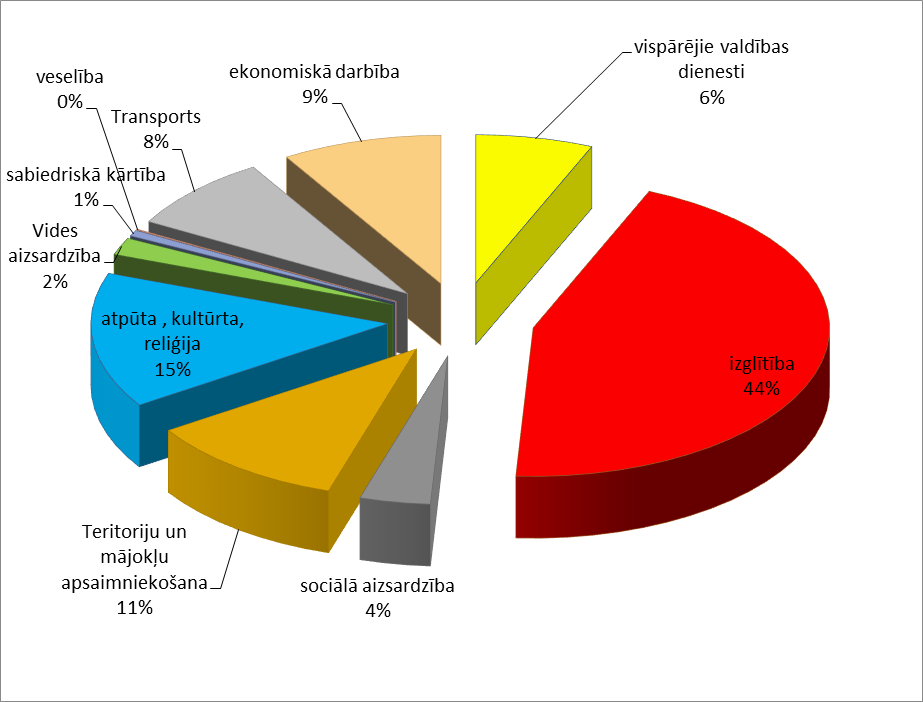 vispārējie valdības
dienesti
6%
izglītība
44%
sociālā aizsardzība
4%
Teritoriju un
mājokļu
apsaimniekošana
11%
atpūta , kultūrta,
reliģija
15%
Vides
aizsardzība
2%
sabiedriskā kārtība
1%
veselība
0%
Transports
8%
ekonomiskā darbība
9%